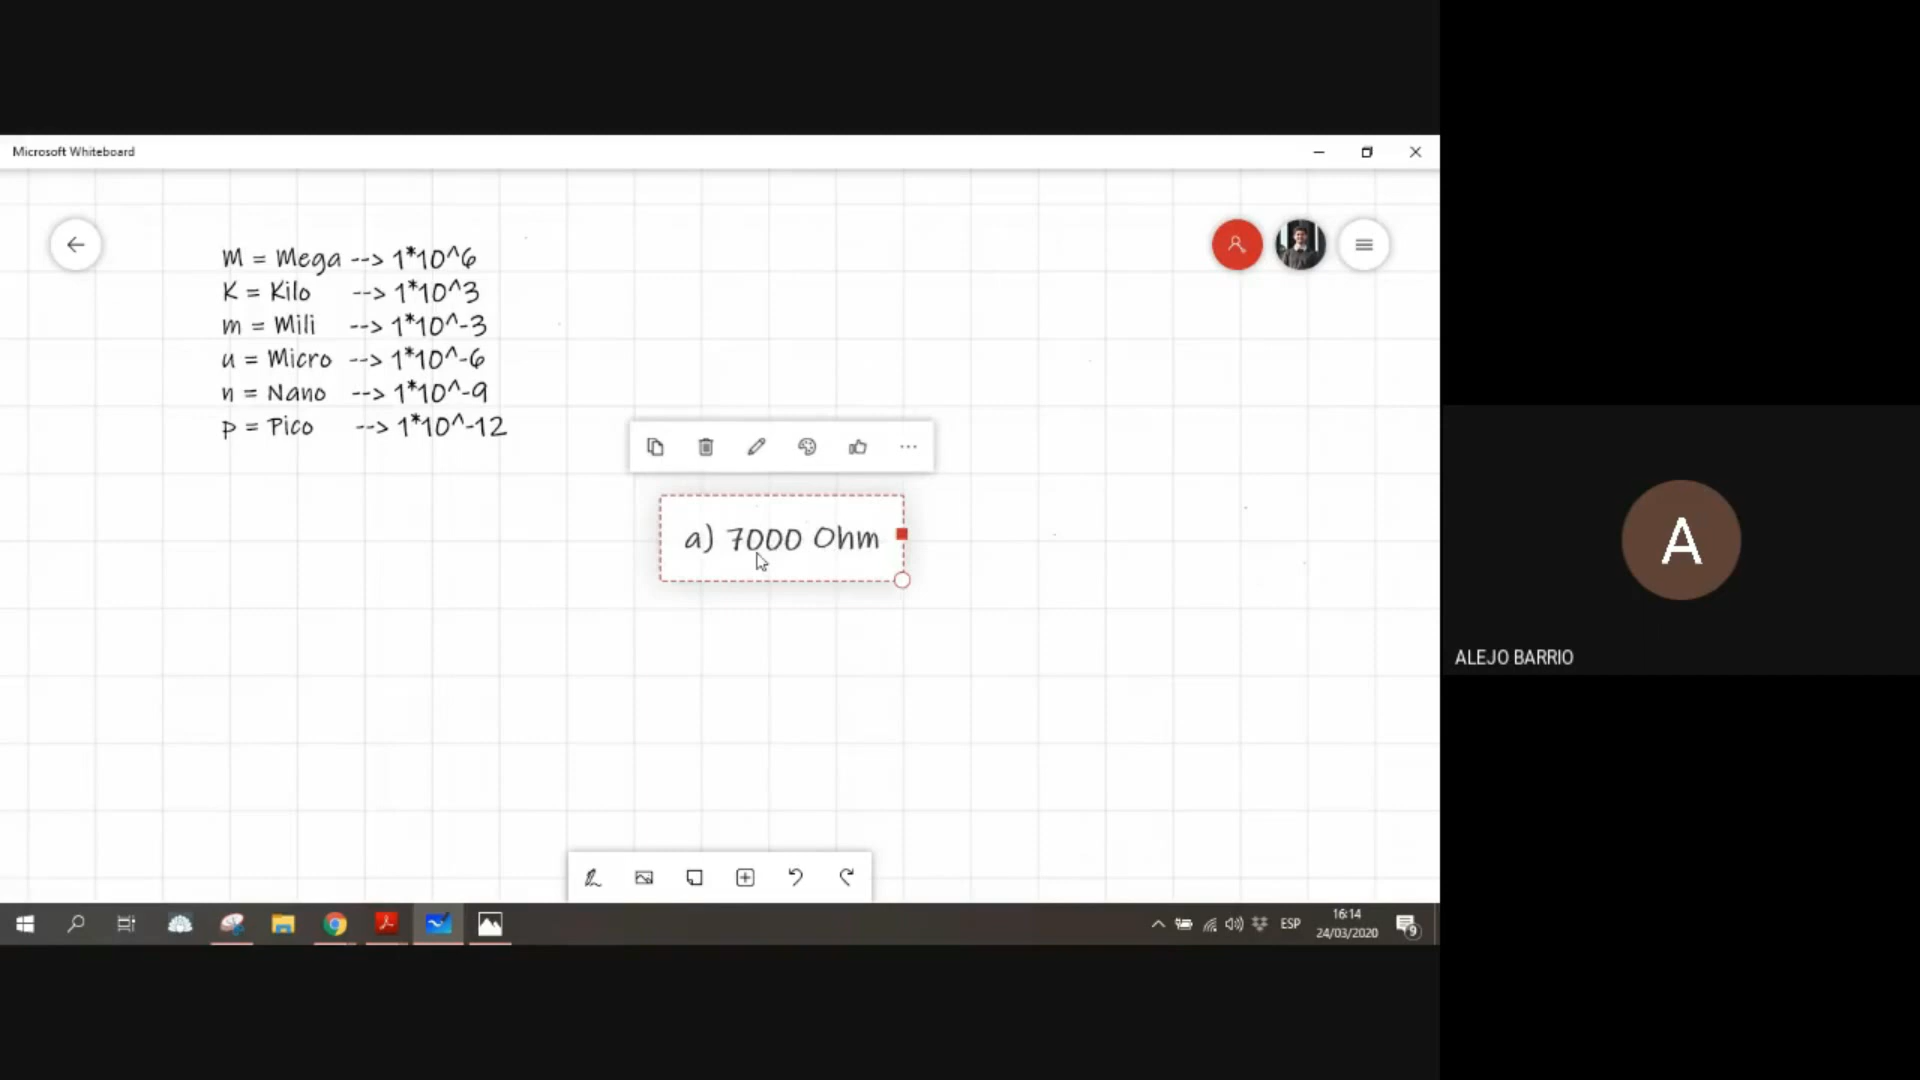 Microsoft Whiteboard
M = Mega --> 1*10^6
K = Kilo --> 1*10^3
m = Mili --> 1*10^-3
u = Micro --> 1*10^-6
n = Nano --> 1*10^-9
p = Pico --> 1*10^-12
a) 7000 Ohm
A
ALEJO BARRIO
ESP
16:14
24/03/2020
9